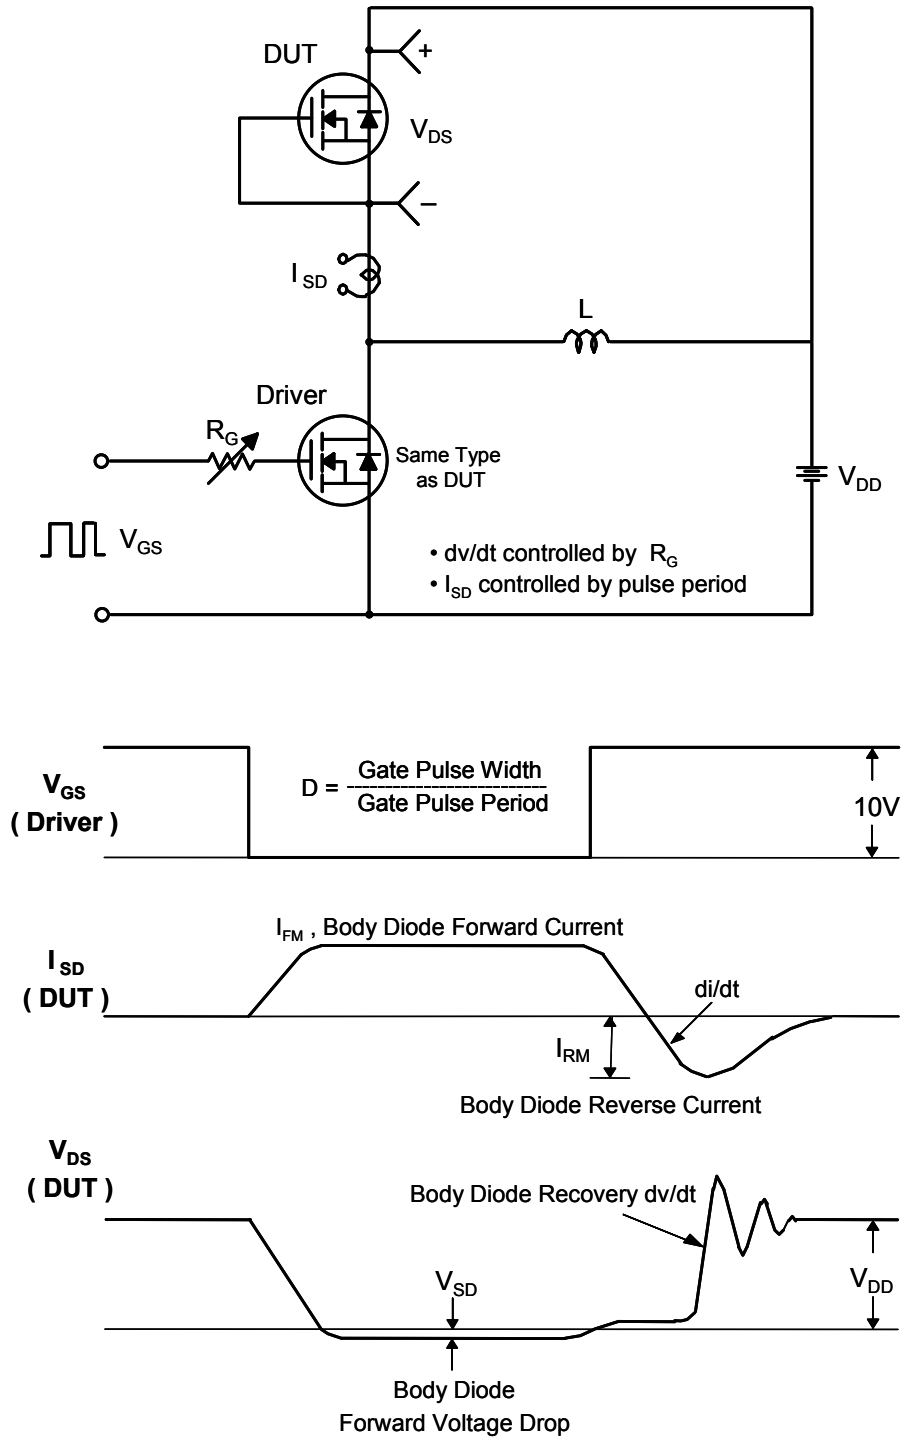 DUT
+
V_DS
–
I_SD
L
Driver
R_G
Same Type
as DUT
V_DD
V_GS
• dv/dt controlled by R_G
• I_SD controlled by pulse period
V_GS
( Driver )
D = Gate Pulse Width
Gate Pulse Period
10V
I_FM , Body Diode Forward Current
I_SD
( DUT )
di/dt
I_RM
Body Diode Reverse Current
V_DS
( DUT )
Body Diode Recovery dv/dt
V_SD
V_DD
Body Diode
Forward Voltage Drop